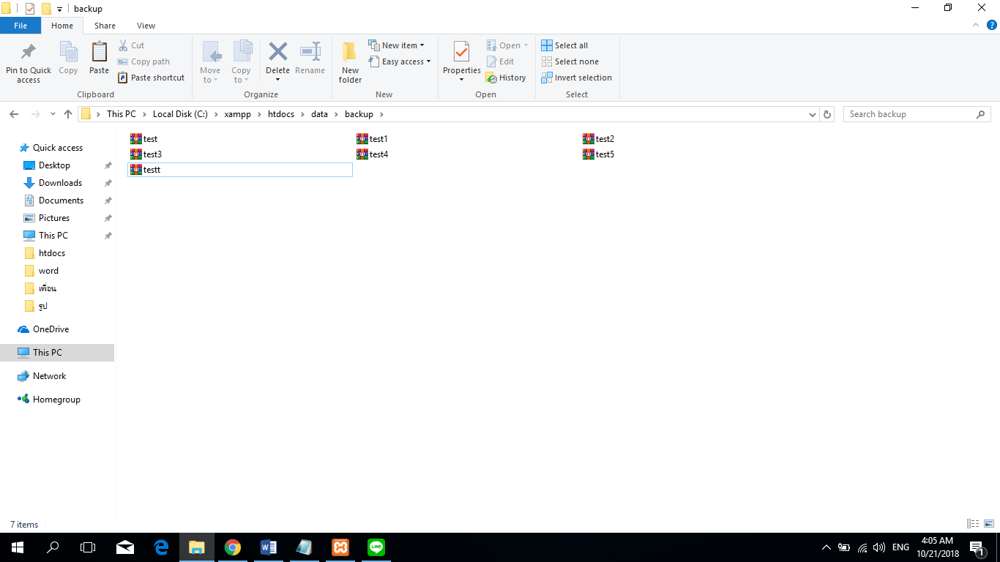 backup
File Home Share View
Pin to Quick access Copy Paste Cut Copy path Paste shortcut Move to Copy to Delete Rename New folder New item Easy access Properties Open Edit History Select all Select none Invert selection
Clipboard Organize New Open Select
This PC Local Disk (C:) xampp htdocs data backup Search backup
Quick access
Desktop
Downloads
Documents
Pictures
This PC
htdocs
word
เพื่อน
รูป
OneDrive
This PC
Network
Homegroup
test test1 test2
test3 test4 test5
testt
7 items
LINE
ENG 4:05 AM
10/21/2018 1